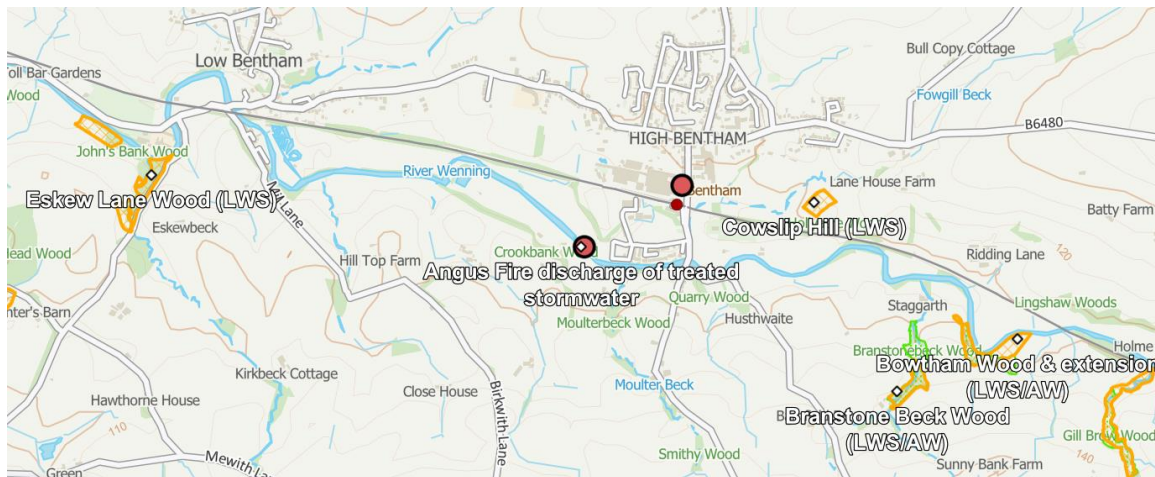 Low Bentham
Bull Copy Cottage
oll Bar Gardens
Wood
Fowgill Beck
HIGH BENTHAM
B6480
John's Bank Wood
River Wenning
Bentham
Lane House Farm
Eskew Lane Wood (LWS)
Mill Lane
Cowslip Hill (LWS)
Batty Farm
Eskewbeck
Crookbank Wood
Ridding Lane
120
Head Wood
Hill Top Farm
Angus Fire discharge of treated
stormwater
Quarry Wood
Staggarth
Lingshaw Woods
nter's Barn
Husthwaite
Moulterbeck Wood
Branstonebeck Wood
Holme
Bowtham Wood & extension
(LWS/AW)
Kirkbeck Cottage
Close House
Moulter Beck
Birkwith Lane
Branstone Beck Wood
(LWS/AW)
Hawthorne House
110
Gill Brow Wood
Mewith La
Smithy Wood
Sunny Bank Farm
140
Green